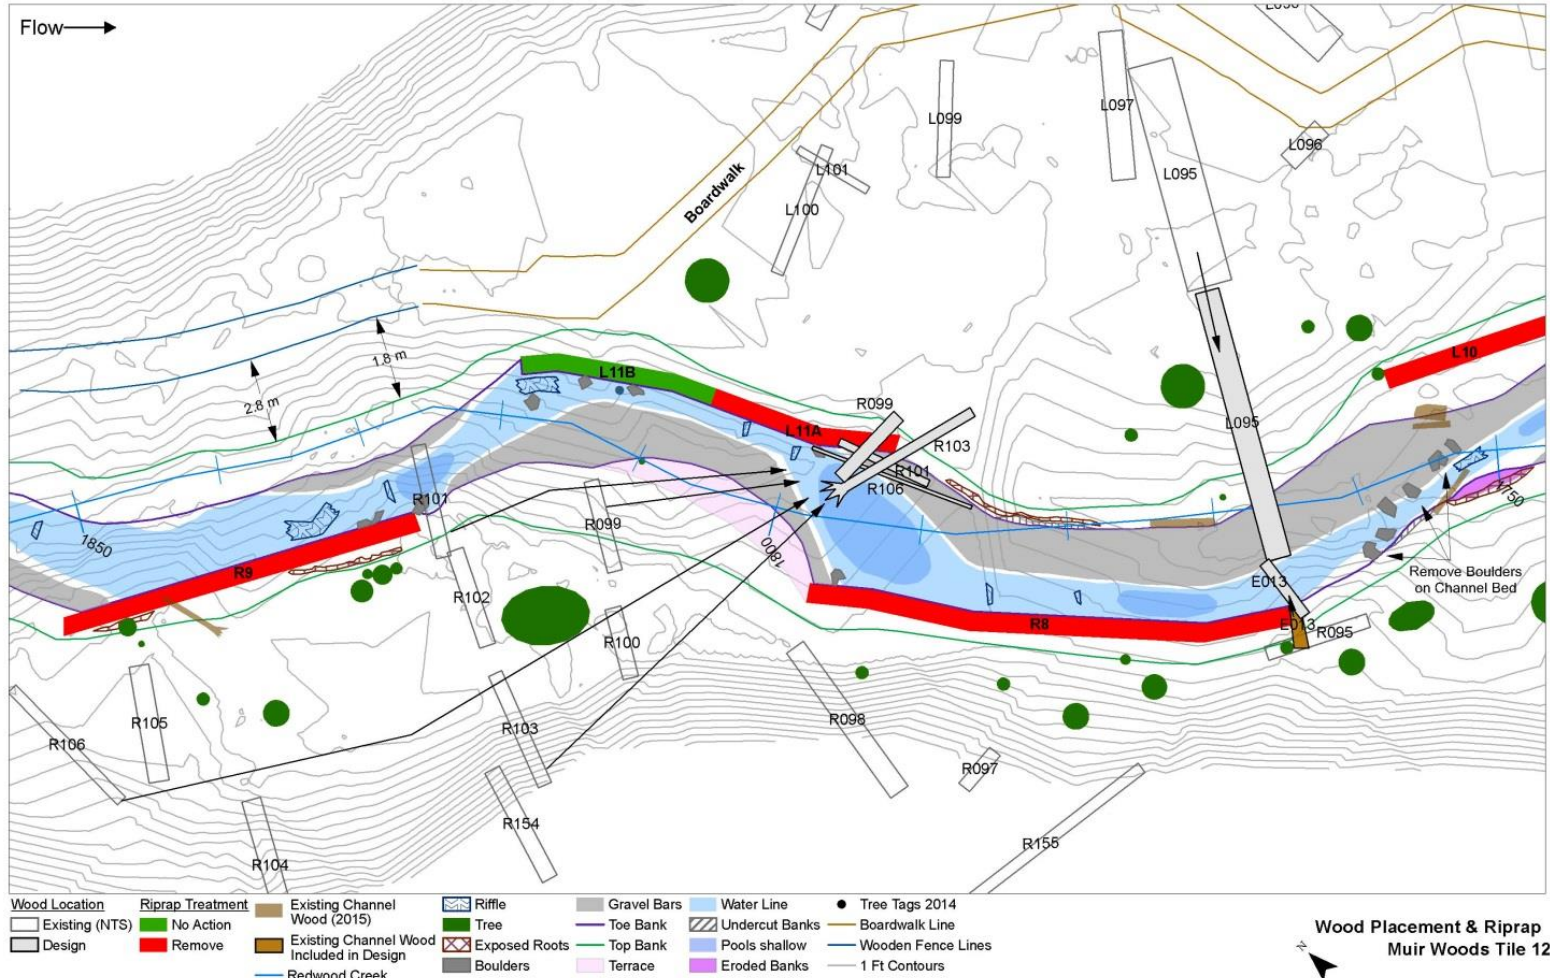 Flow
L096
L097
L099
L095
L096
L101
L100
Boardwalk
1.8 m
2.8 m
L10
L11B
R099
L11A
L095
R103
R101
R101
R106
1150
R099
1850
1800
R9
E013
Remove Boulders
on Channel Bed
R102
R8
E013
R095
R100
R105
R098
R103
R106
R097
R154
R155
R104
Wood Location
Existing (NTS)
Design
Riprap Treatment
No Action
Remove
Existing Channel
Wood (2015)
Existing Channel Wood
Included in Design
Redwood Creek
Riffle
Tree
Exposed Roots
Boulders
Gravel Bars
Toe Bank
Top Bank
Terrace
Water Line
Undercut Banks
Pools shallow
Eroded Banks
Tree Tags 2014
Boardwalk Line
Wooden Fence Lines
1 Ft Contours
Wood Placement & Riprap
Muir Woods Tile 12
N